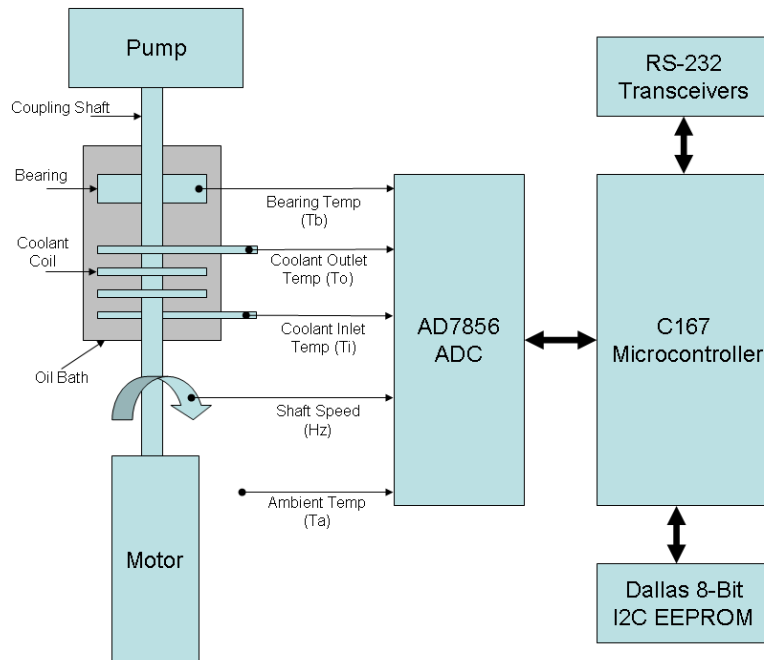 Pump
Coupling Shaft
Bearing
Coolant
Coil
Oil Bath
Motor
Bearing Temp
(Tb)
Coolant Outlet
Temp (To)
Coolant Inlet
Temp (Ti)
Shaft Speed
(Hz)
Ambient Temp
(Ta)
AD7856
ADC
RS-232
Transceivers
C167
Microcontroller
Dallas 8-Bit
I2C EEPROM